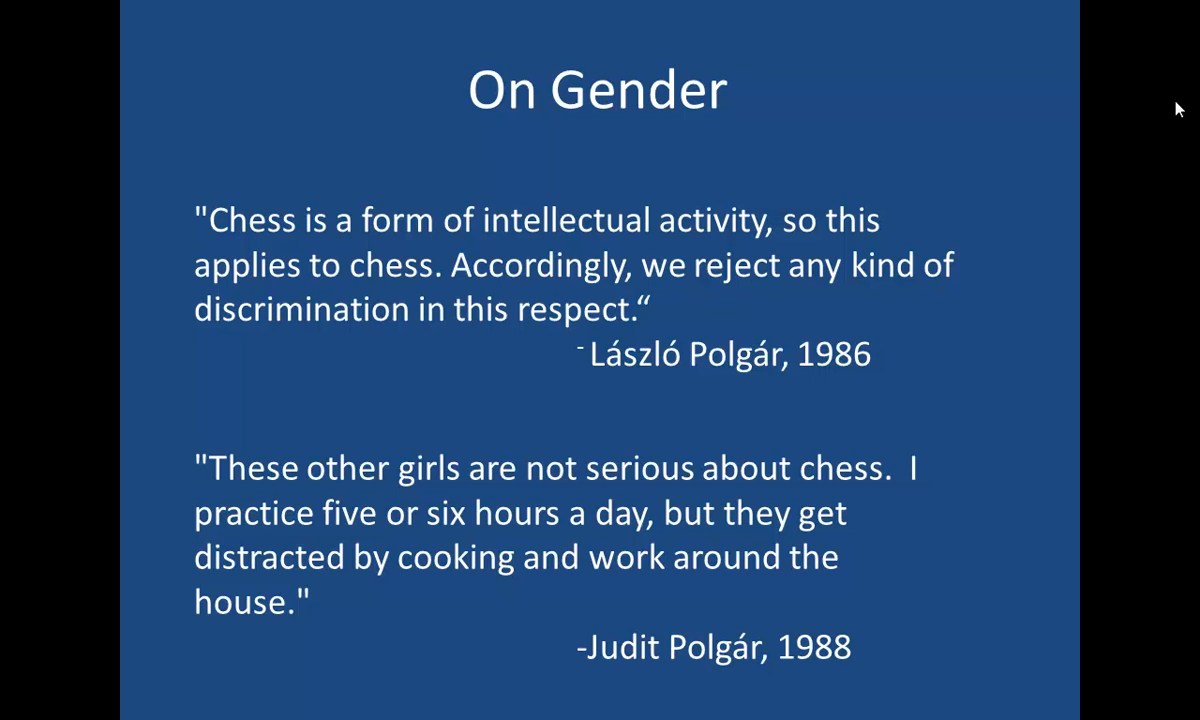 On Gender
"Chess is a form of intellectual activity, so this
applies to chess. Accordingly, we reject any kind of
discrimination in this respect.“
- László Polgár, 1986
"These other girls are not serious about chess.  I
practice five or six hours a day, but they get
distracted by cooking and work around the
house."
-Judit Polgár, 1988